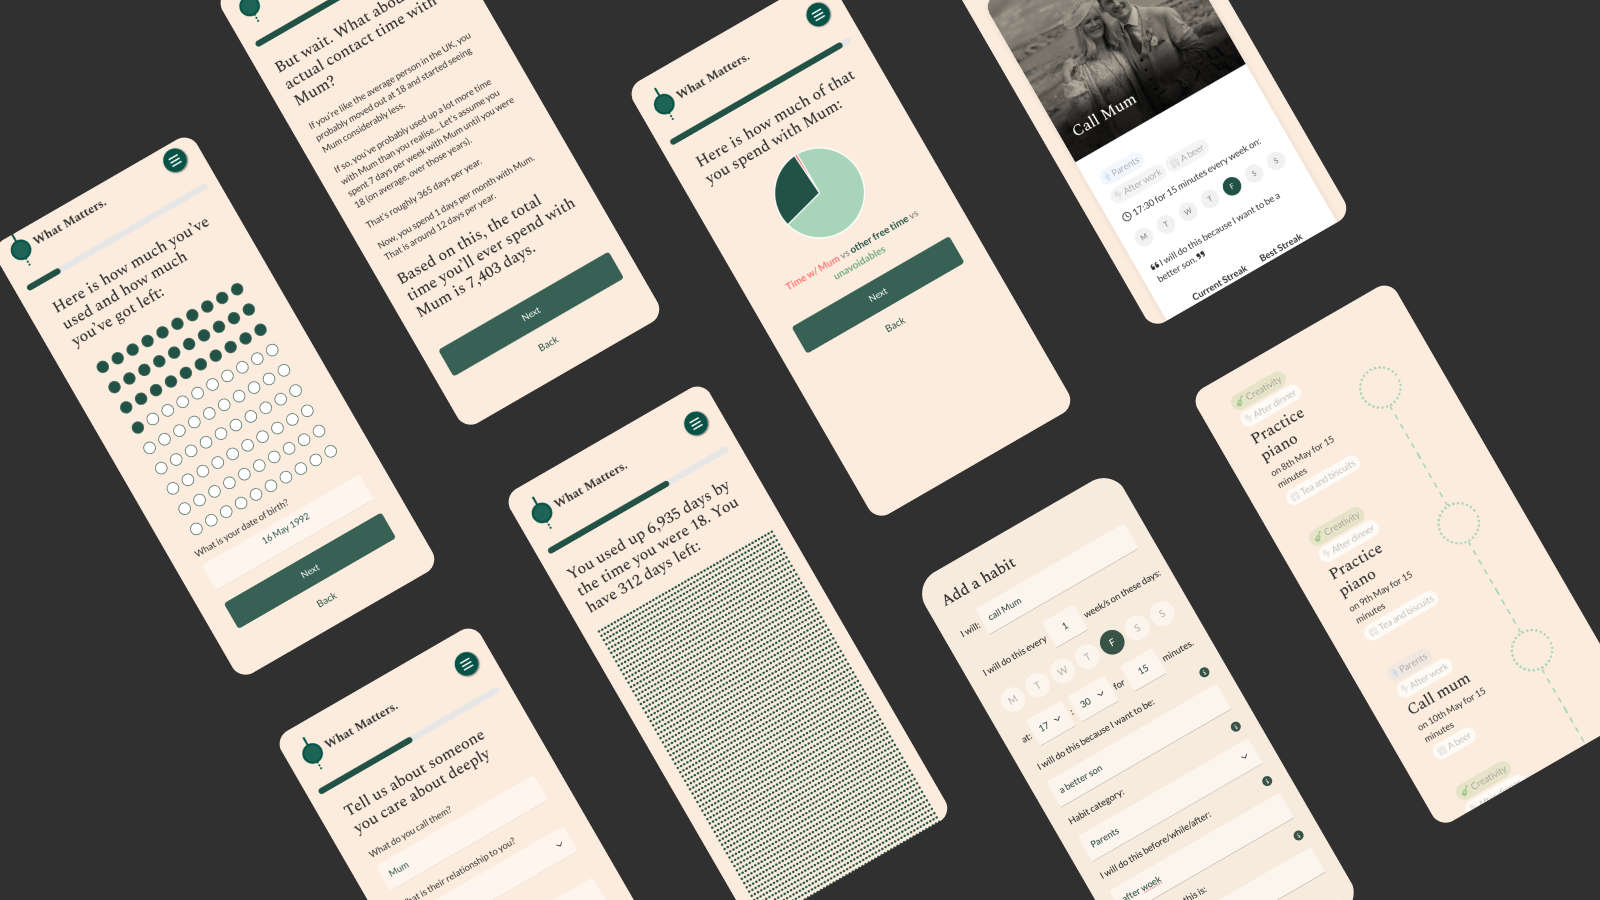 What Matters.
Here is how much you've
used and how much
you've got left:
What is your date of birth?
16 May 1992
Next
Back
But wait. What about
actual contact time with
Mum?
If you're like the average person in the UK, you
probably moved out at 18 and started seeing
Mum considerably less.
If so, you've probably used up a lot more time
with Mum than you realise... Let's assume you
spent 7 days per week with Mum until you were
18 (on average, over those years).
That's roughly 365 days per year.
Now, you spend 1 days per month with Mum.
That is around 12 days per year.
Based on this, the total
time you'll ever spend with
Mum is 7,403 days.
Next
Back
What Matters.
Here is how much of that
you spend with Mum:
Time w/ Mum vs other free time vs
unavoidables
Next
Back
Call Mum
Parents
After work
A beer
17:30 for 15 minutes every week on:
M T W T F S S
❝I will do this because I want to be a
better son.❞
Current Streak
Best Streak
What Matters.
Tell us about someone
you care about deeply
What do you call them?
Mum
What is their relationship to you?
What Matters.
You used up 6,935 days by
the time you were 18. You
have 312 days left:
Add a habit
I will:
call Mum
I will do this every 1 week/s on these days:
M T W T F S S
at: 17 : 30 for 15 minutes.
I will do this because I want to be:
a better son
Habit category:
Parents
I will do this before/while/after:
after woek
this is:
Creativity
After dinner
Practice
piano
on 8th May for 15
minutes
Tea and biscuits
Creativity
After dinner
Practice
piano
on 9th May for 15
minutes
Tea and biscuits
Parents
After work
Call mum
on 10th May for 15
minutes
A beer
Creativity